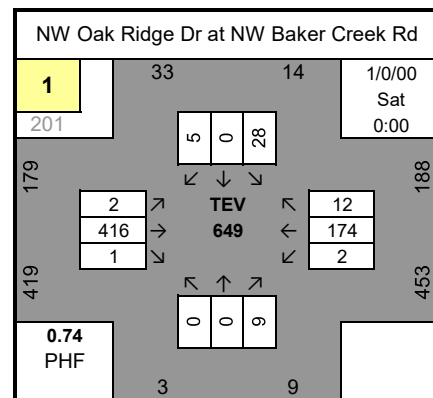 NW Oak Ridge Dr at NW Baker Creek Rd
1
201
33
14
1/0/00
Sat
0:00
5 0 28
↙ ↓ ↘
179
188
2 ↗ TEV ↖ 12
416 → 649 ← 174
1 ↘ ↙ 2
419
453
↖ ↑ ↗
0 0 9
0.74
PHF
3
9